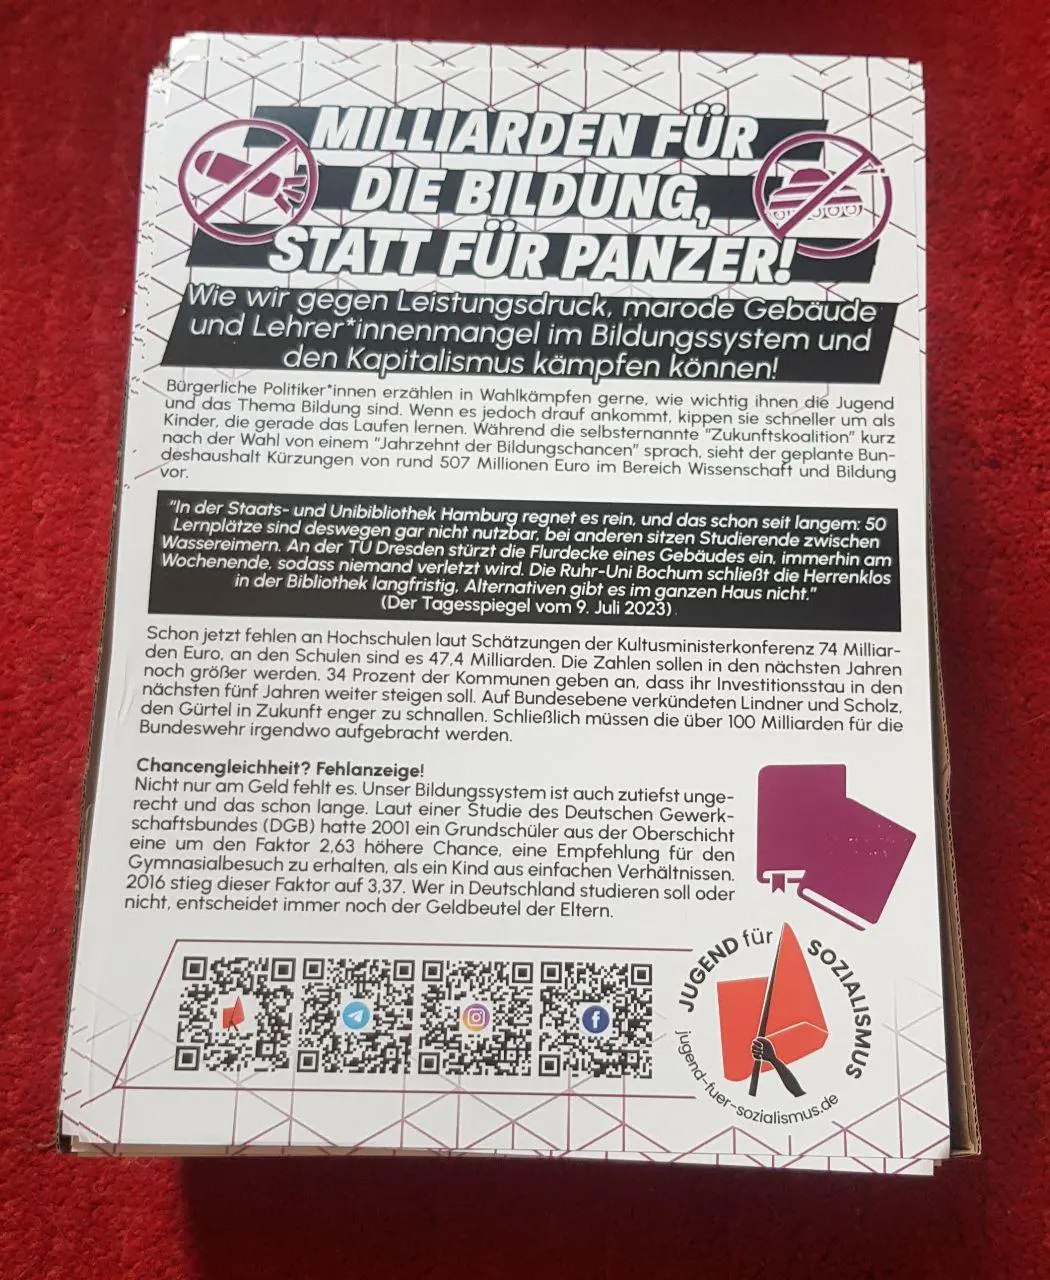 MILLIARDEN FÜR
DIE BILDUNG,
STATT FÜR PANZER!
Wie wir gegen Leistungsdruck, marode Gebäude
und Lehrer*innenmangel im Bildungssystem und
den Kapitalismus kämpfen können!
Bürgerliche Politiker*innen erzählen in Wahlkämpfen gerne, wie wichtig ihnen die Jugend
und das Thema Bildung sind. Wenn es jedoch drauf ankommt, kippen sie schneller um als
Kinder, die gerade das Laufen lernen. Während die selbsternannte "Zukunftskoalition" kurz
nach der Wahl von einem "Jahrzehnt der Bildungschancen" sprach, sieht der geplante Bun-
deshaushalt Kürzungen von rund 507 Millionen Euro im Bereich Wissenschaft und Bildung
vor.
"In der Staats- und Unibibliothek Hamburg regnet es rein, und das schon seit langem: 50
Lernplätze sind deswegen gar nicht nutzbar, bei anderen sitzen Studierende zwischen
Wassereimern. An der TU Dresden stürzt die Flurdecke eines Gebäudes ein, immerhin am
Wochenende, sodass niemand verletzt wird. Die Ruhr-Uni Bochum schließt die Herrenklos
in der Bibliothek langfristig, Alternativen gibt es im ganzen Haus nicht."
(Der Tagesspiegel vom 9. Juli 2023)
Schon jetzt fehlen an Hochschulen laut Schätzungen der Kultusministerkonferenz 74 Milliar-
den Euro, an den Schulen sind es 47,4 Milliarden. Die Zahlen sollen in den nächsten Jahren
noch größer werden. 34 Prozent der Kommunen geben an, dass ihr Investitionsstau in den
nächsten fünf Jahren weiter steigen soll. Auf Bundesebene verkündeten Lindner und Scholz,
den Gürtel in Zukunft enger zu schnallen. Schließlich müssen die über 100 Milliarden für die
Bundeswehr irgendwo aufgebracht werden.
Chancengleichheit? Fehlanzeige!
Nicht nur am Geld fehlt es. Unser Bildungssystem ist auch zutiefst unge-
recht und das schon lange. Laut einer Studie des Deutschen Gewerk-
schaftsbundes (DGB) hatte 2001 ein Grundschüler aus der Oberschicht
eine um den Faktor 2,63 höhere Chance, eine Empfehlung für den
Gymnasialbesuch zu erhalten, als ein Kind aus einfachen Verhältnissen.
2016 stieg dieser Faktor auf 3,37. Wer in Deutschland studieren soll oder
nicht, entscheidet immer noch der Geldbeutel der Eltern.
JUGEND für SOZIALISMUS
jugend-fuer-sozialismus.de